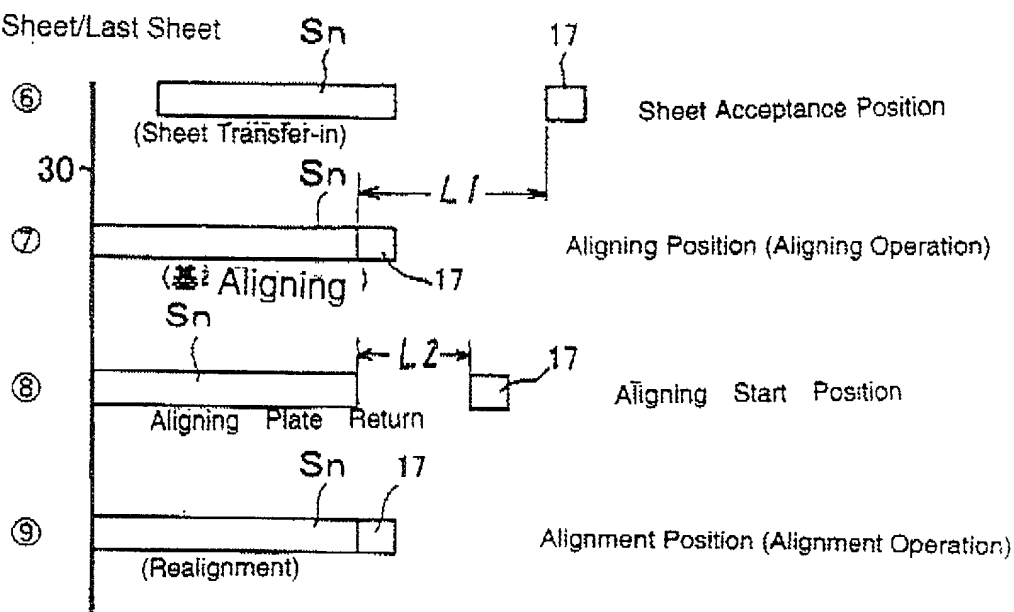 Sheet/Last Sheet
Sn 17
⑥ Sheet Acceptance Position
(Sheet Transfer-in)
30
Sn L1
⑦ Aligning Position (Aligning Operation)
( Aligning ) 17
Sn
L2 17
⑧ Aligning Start Position
Aligning Plate Return
Sn 17
⑨ Alignment Position (Alignment Operation)
(Realignment)